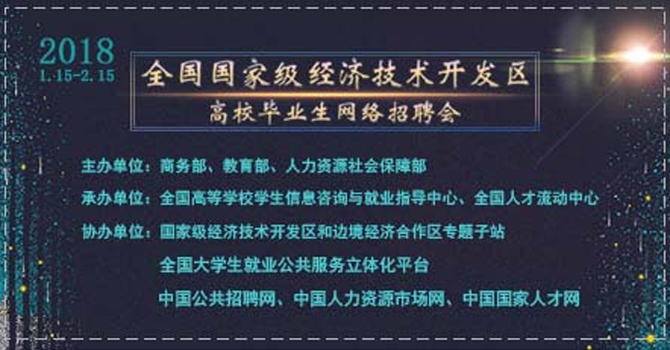 2018
1.15-2.15
全国国家级经济技术开发区
高校毕业生网络招聘会
主办单位：商务部、教育部、人力资源社会保障部
承办单位：全国高等学校学生信息咨询与就业指导中心、全国人才流动中心
协办单位：国家级经济技术开发区和边境经济合作区专题子站
全国大学生就业公共服务立体化平台
中国公共招聘网、中国人力资源市场网、中国国家人才网